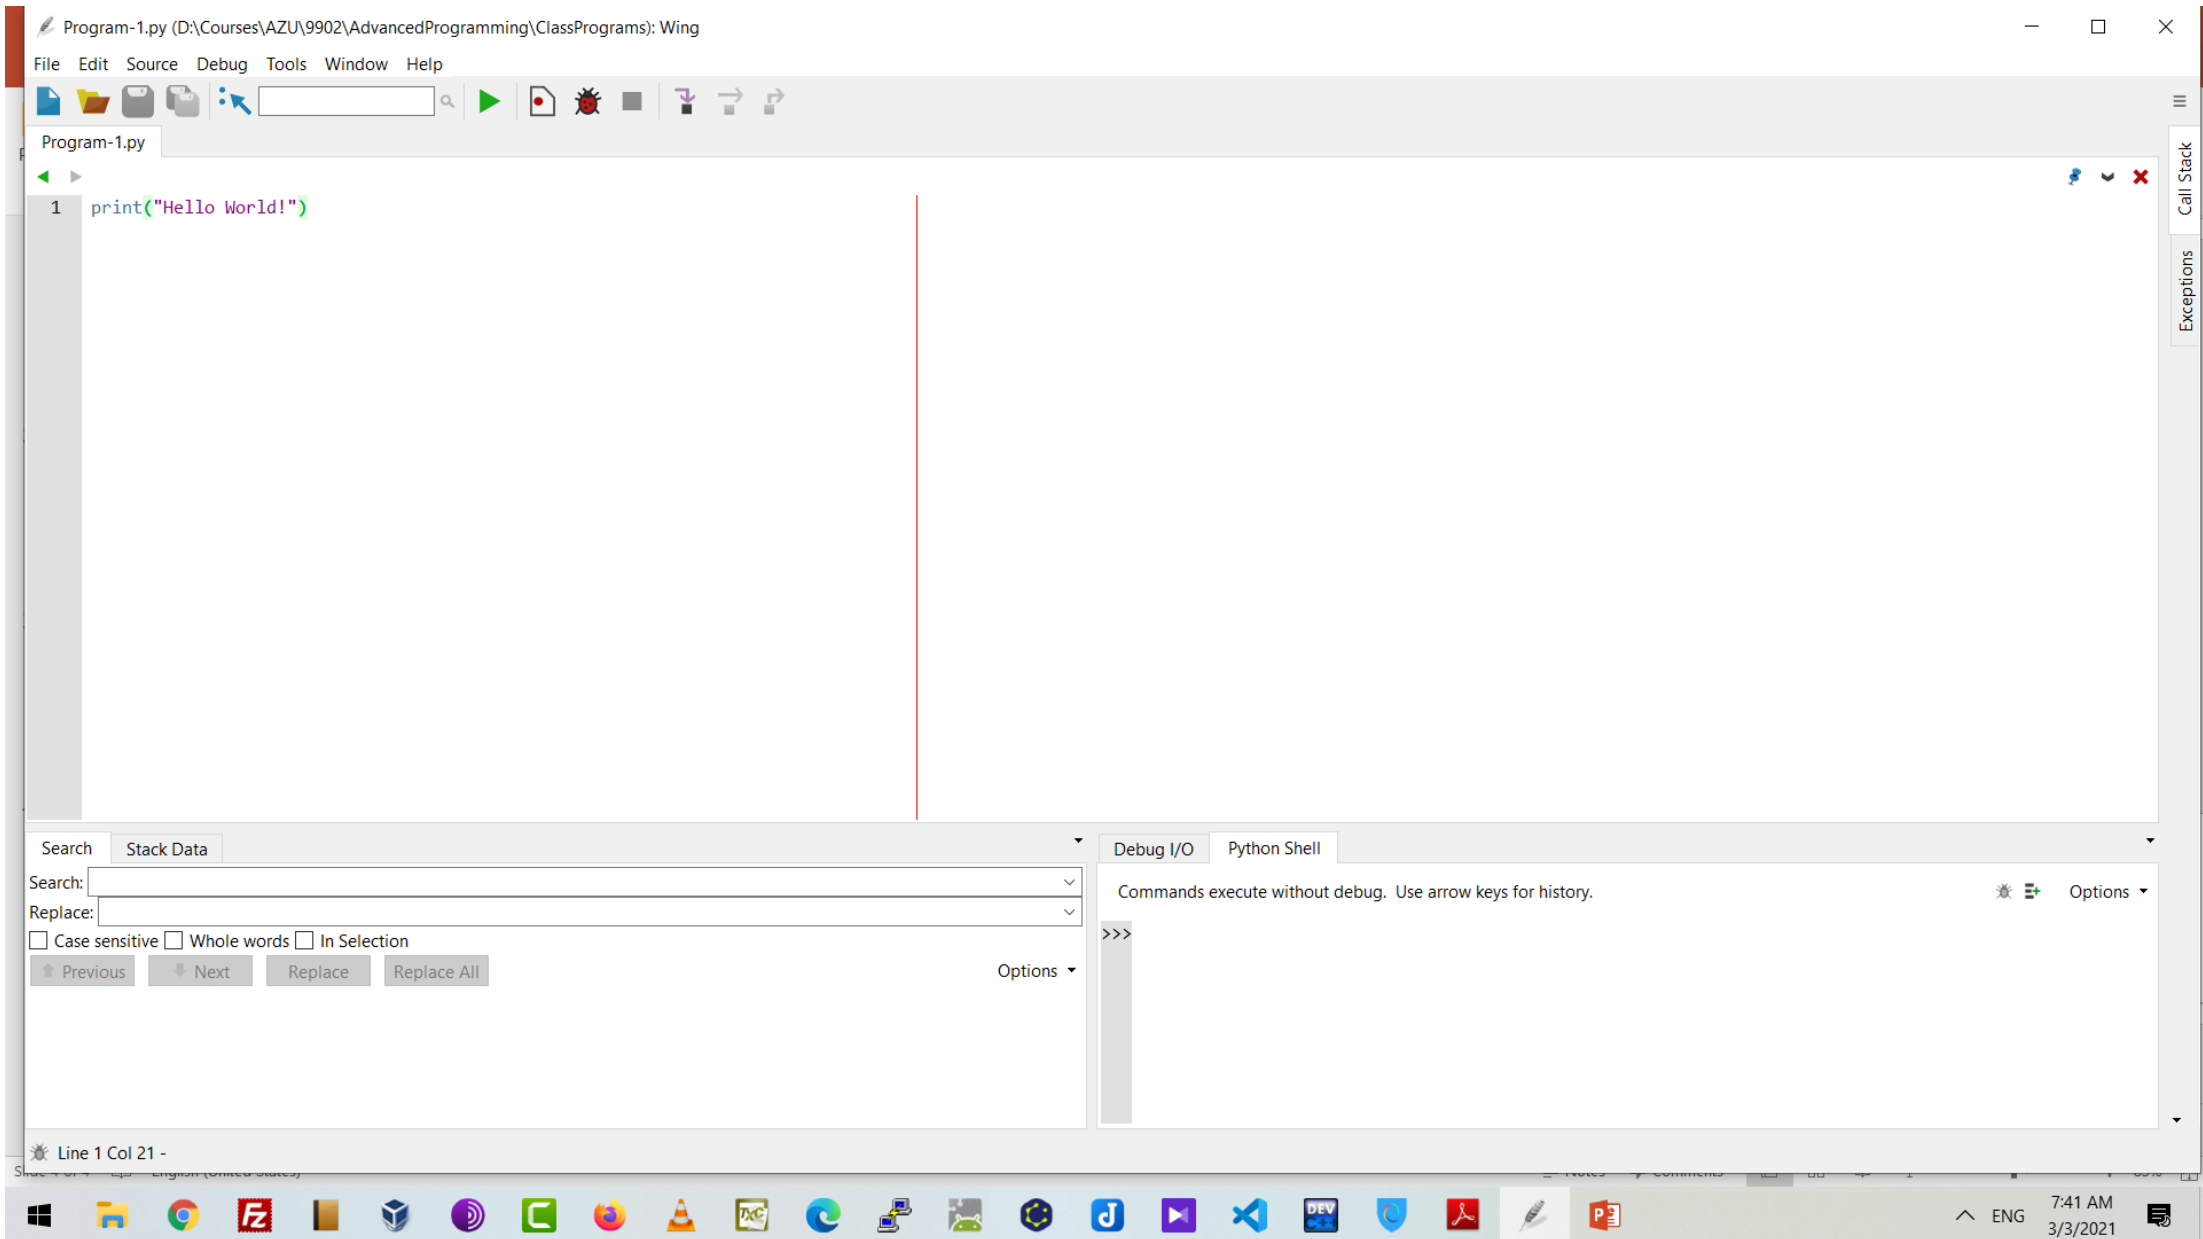 Program-1.py (D:\Courses\AZU\9902\AdvancedProgramming\ClassPrograms): Wing
File Edit Source Debug Tools Window Help
Program-1.py
1 print("Hello World!")
Call Stack
Exceptions
Search Stack Data
Search:
Replace:
Case sensitive Whole words In Selection
Previous Next Replace Replace All Options
Debug I/O Python Shell
Commands execute without debug. Use arrow keys for history. Options
>>>
Line 1 Col 21 -
ENG
7:41 AM
3/3/2021